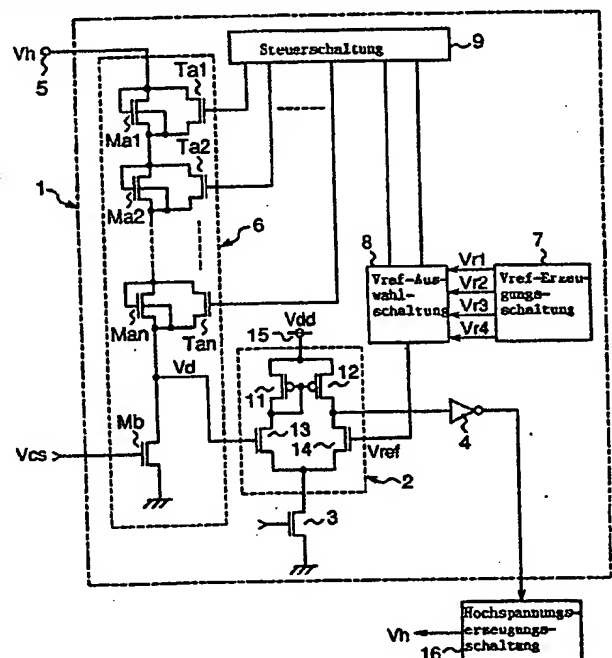 Vh
5
Steuerschaltung
9
Ta1
Ma1
Ta2
Ma2
1
6
8
7
Vref-Aus-
wahl-
schaltung
Vr1
Vr2
Vr3
Vr4
Vref-Erzeu-
gungs-
schaltung
Man
Tan
Vd
Vdd
15
11
12
13
14
Vref
4
Mb
Vcs
2
3
Hochspannungs-
erzeugungs-
schaltung
Vh
16